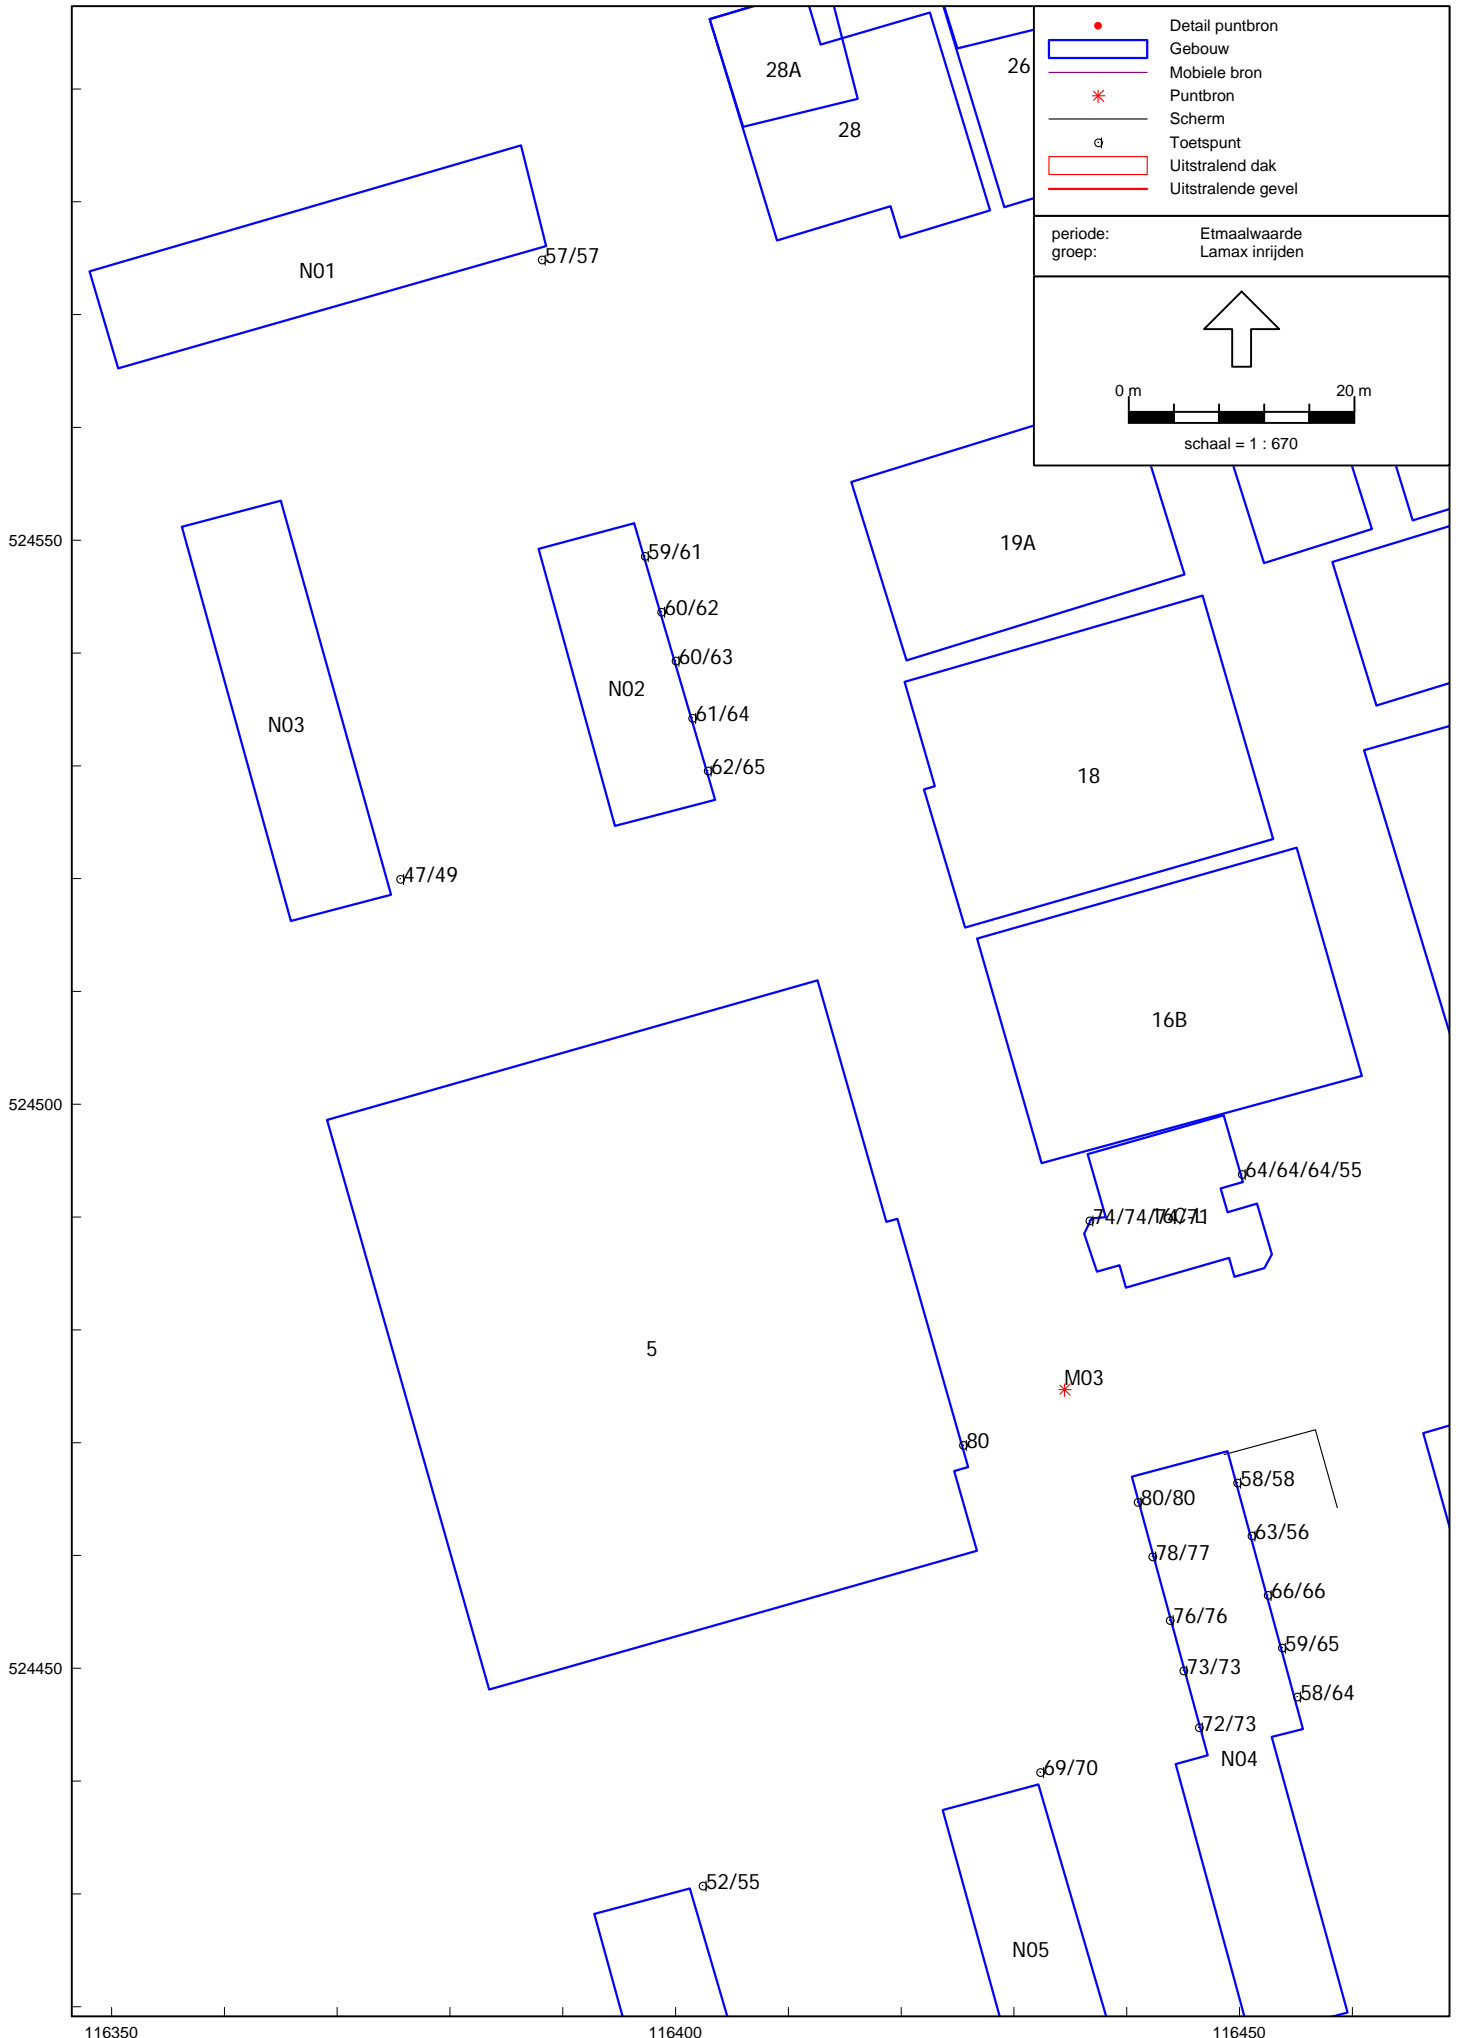 Detail puntbron
Gebouw
Mobiele bron
Puntbron
Scherm
Toetspunt
Uitstralend dak
Uitstralende gevel
periode: Etmaalwaarde
groep: Lamax inrijden
0 m 20 m
schaal = 1 : 670
28A
26
28
57/57
N01
524550
19A
59/61
60/62
60/63
N02
61/64
N03
62/65
18
47/49
16B
524500
64/64/64/55
74/74/74/71
5
M03
80
58/58
80/80
63/56
78/77
66/66
76/76
59/65
524450
73/73
58/64
72/73
N04
69/70
52/55
N05
116350 116400 116450